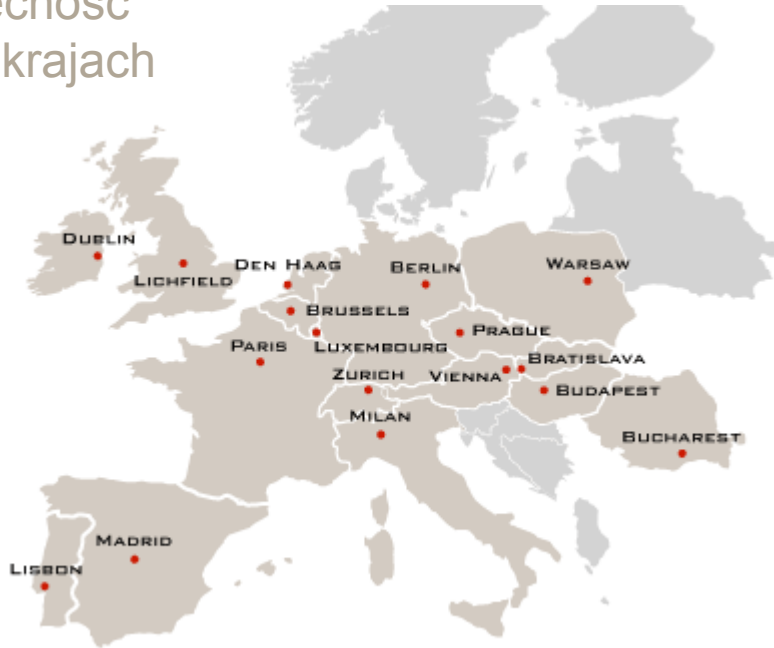 krajach
DUBLIN
LICHFIELD
DEN HAAG
BERLIN
WARSAW
BRUSSELS
PRAGUE
PARIS
LUXEMBOURG
BRATISLAVA
ZURICH
VIENNA
BUDAPEST
MILAN
BUCHAREST
MADRID
LISBON